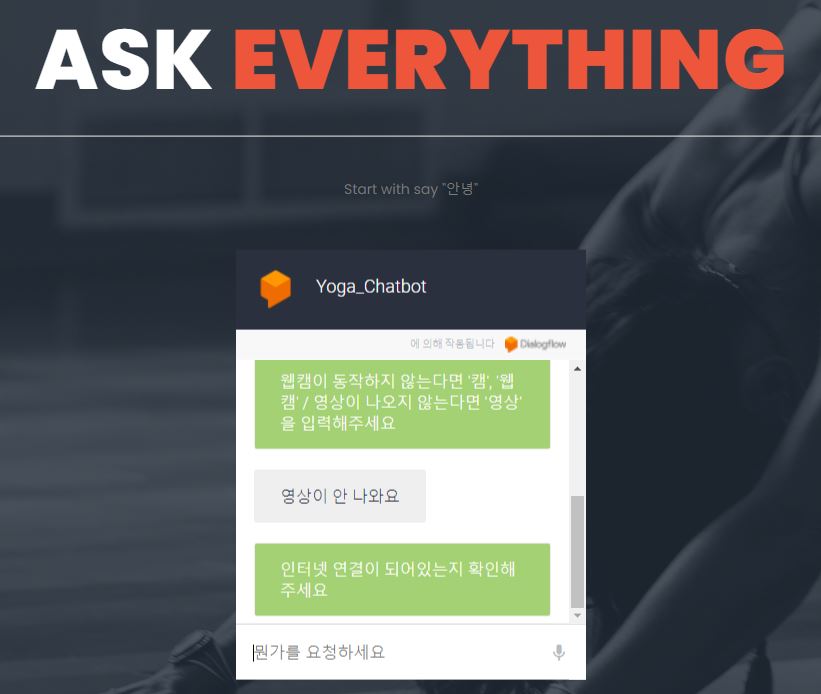 ASK EVERYTHING
Start with say "안녕"
Yoga_Chatbot
에 의해 작동됩니다 Dialogflow
웹캠이 동작하지 않는다면 '캠', '웹
캠' / 영상이 나오지 않는다면 '영상'
을 입력해주세요
영상이 안 나와요
인터넷 연결이 되어있는지 확인해
주세요
뭔가를 요청하세요